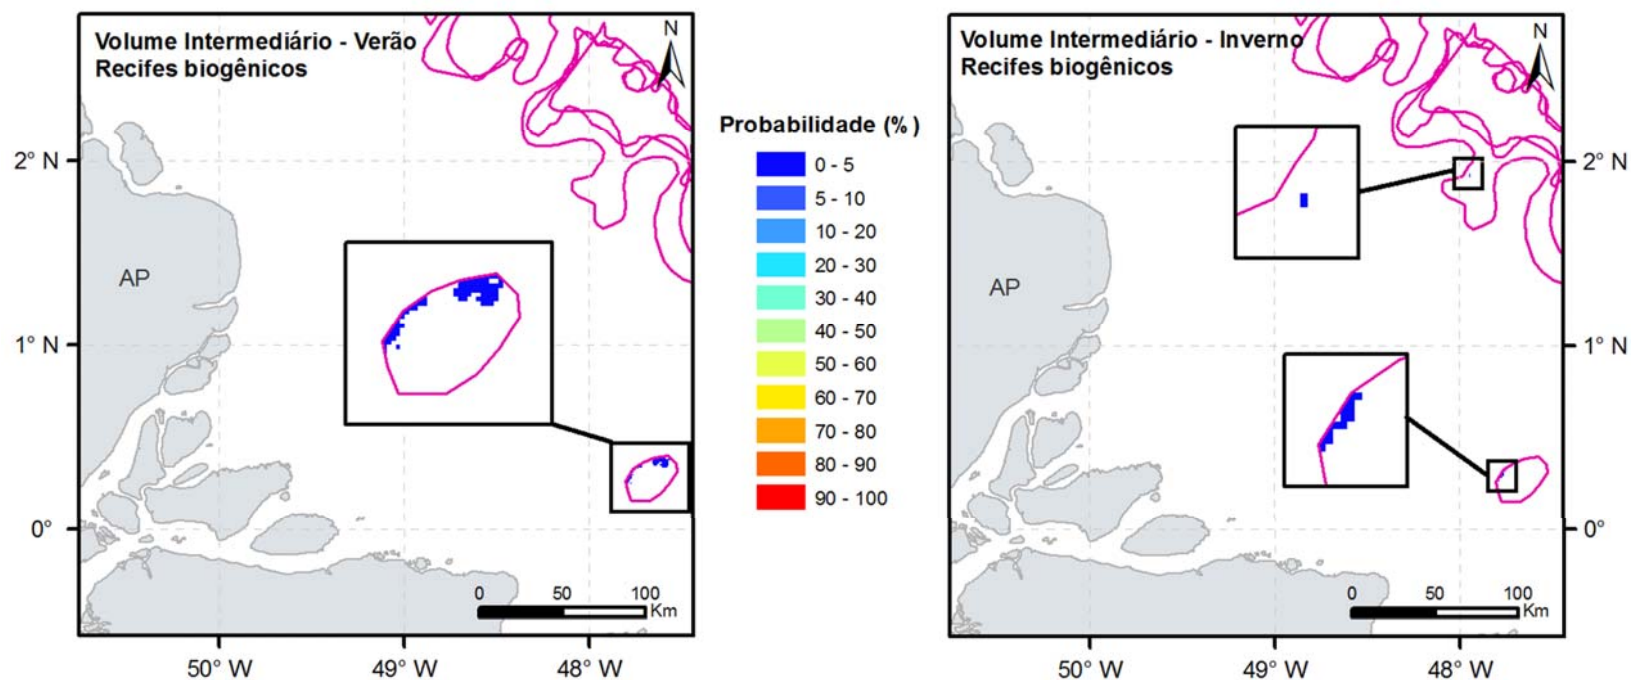 Volume Intermediário - Verão
Recifes biogênicos
N
2° N
AP
1° N
0°
0 50 100
Km
50° W 49° W 48° W
Probabilidade (%)
0 - 5
5 - 10
10 - 20
20 - 30
30 - 40
40 - 50
50 - 60
60 - 70
70 - 80
80 - 90
90 - 100
Volume Intermediário - Inverno
Recifes biogênicos
N
2° N
AP
1° N
0°
0 50 100
Km
50° W 49° W 48° W